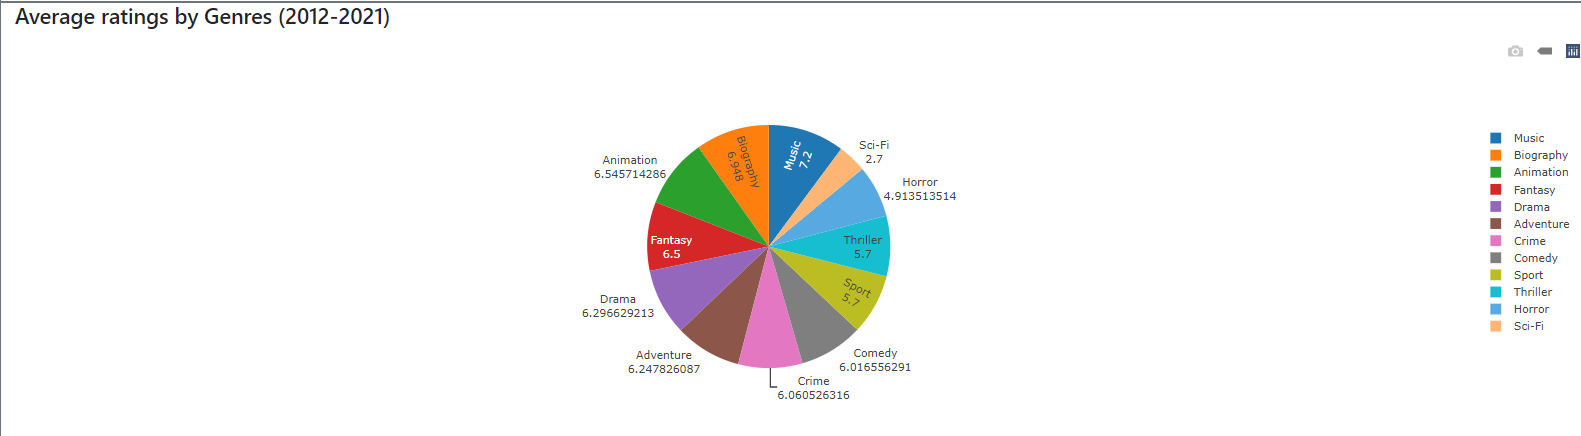 Average ratings by Genres (2012-2021)
Music
7.2
Sci-Fi
2.7
Horror
4.913513514
Thriller
5.7
Sport
5.7
Comedy
6.016556291
Crime
6.060526316
Adventure
6.247826087
Drama
6.296629213
Fantasy
6.5
Animation
6.545714286
Biography
6.948
Music
Biography
Animation
Fantasy
Drama
Adventure
Crime
Comedy
Sport
Thriller
Horror
Sci-Fi